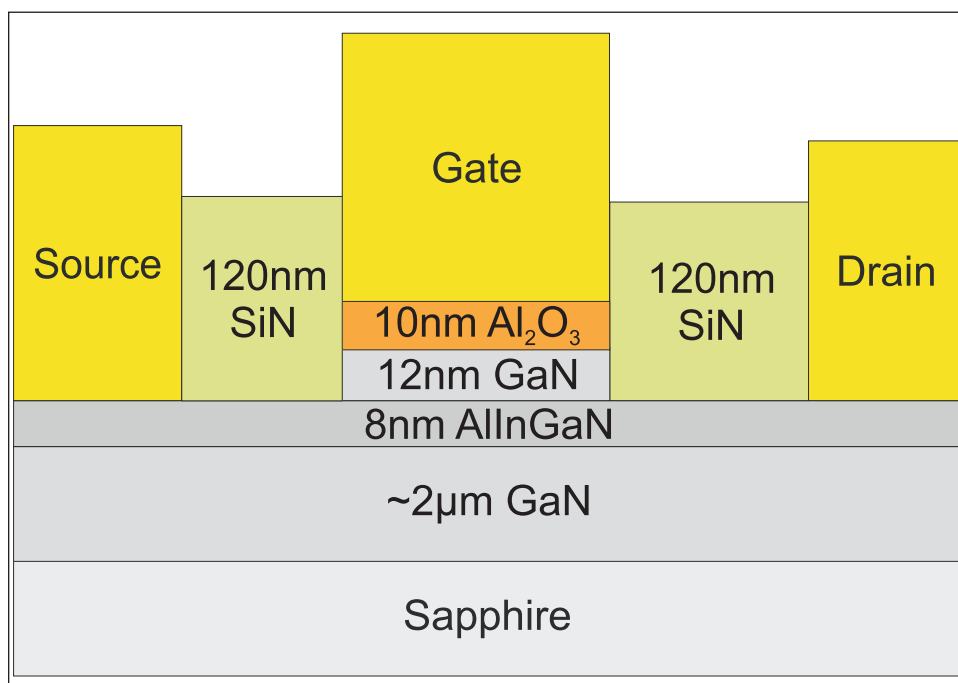 Gate
Source
Drain
120nm
SiN
120nm
SiN
10nm Al₂O₃
12nm GaN
8nm AlInGaN
~2µm GaN
Sapphire